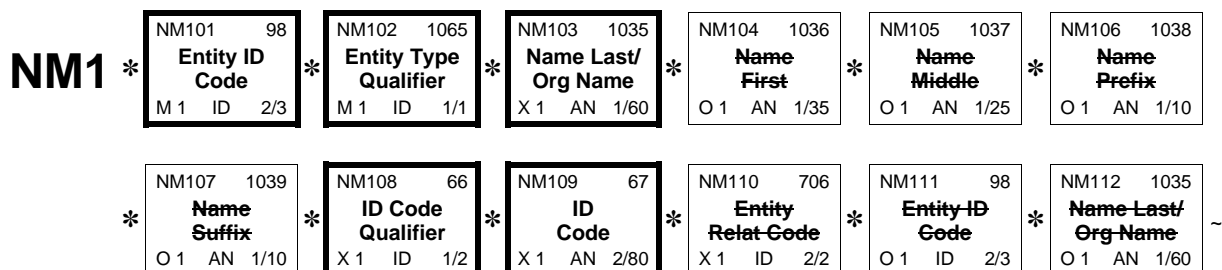 NM101 98 NM102 1065 NM103 1035 NM104 1036 NM105 1037 NM106 1038
NM1 * Entity ID * Entity Type * Name Last/ * Name * Name * Name
Code Qualifier Org Name First Middle Prefix
M 1 ID 2/3 M 1 ID 1/1 X 1 AN 1/60 O 1 AN 1/35 O 1 AN 1/25 O 1 AN 1/10
NM107 1039 NM108 66 NM109 67 NM110 706 NM111 98 NM112 1035
* Name * ID Code * ID * Entity * Entity ID * Name Last/ ~
Suffix Qualifier Code Relat Code Code Org Name
O 1 AN 1/10 X 1 ID 1/2 X 1 AN 2/80 X 1 ID 2/2 O 1 ID 2/3 O 1 AN 1/60